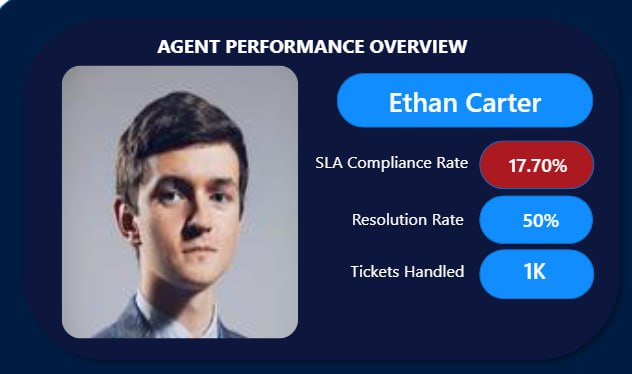 AGENT PERFORMANCE OVERVIEW
Ethan Carter
SLA Compliance Rate 17.70%
Resolution Rate 50%
Tickets Handled 1K